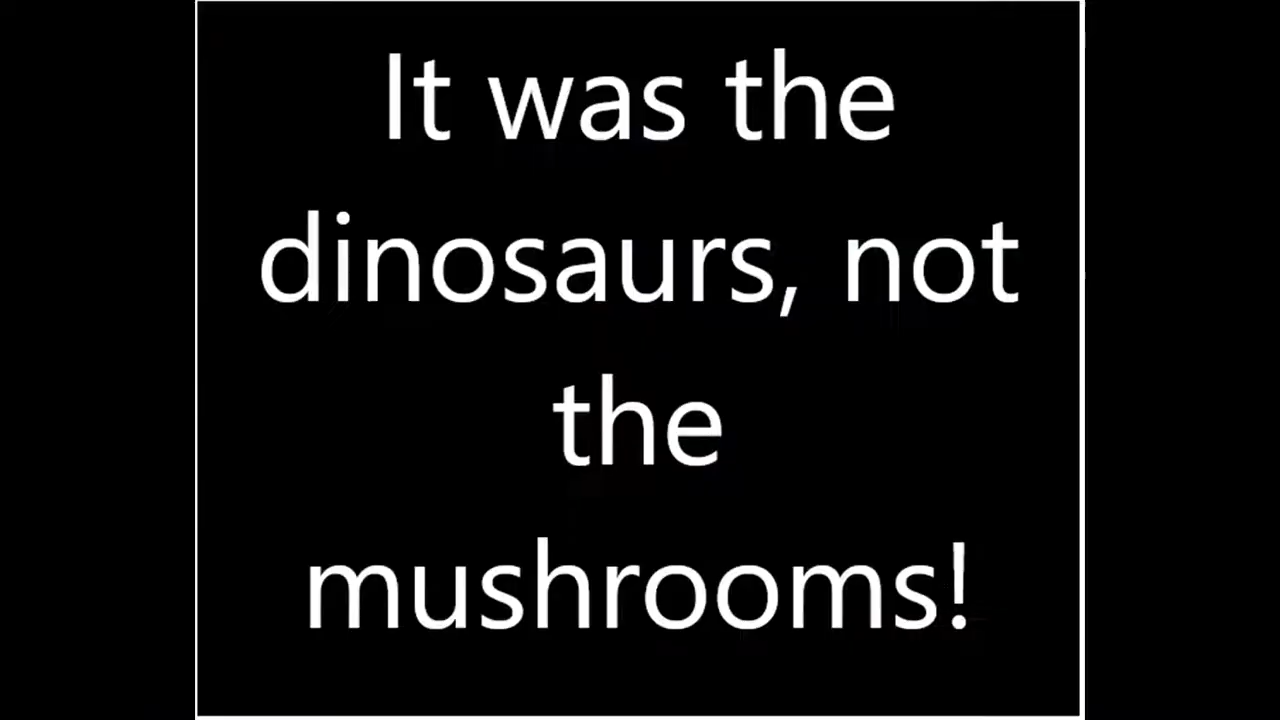 It was the
dinosaurs, not
the
mushrooms!